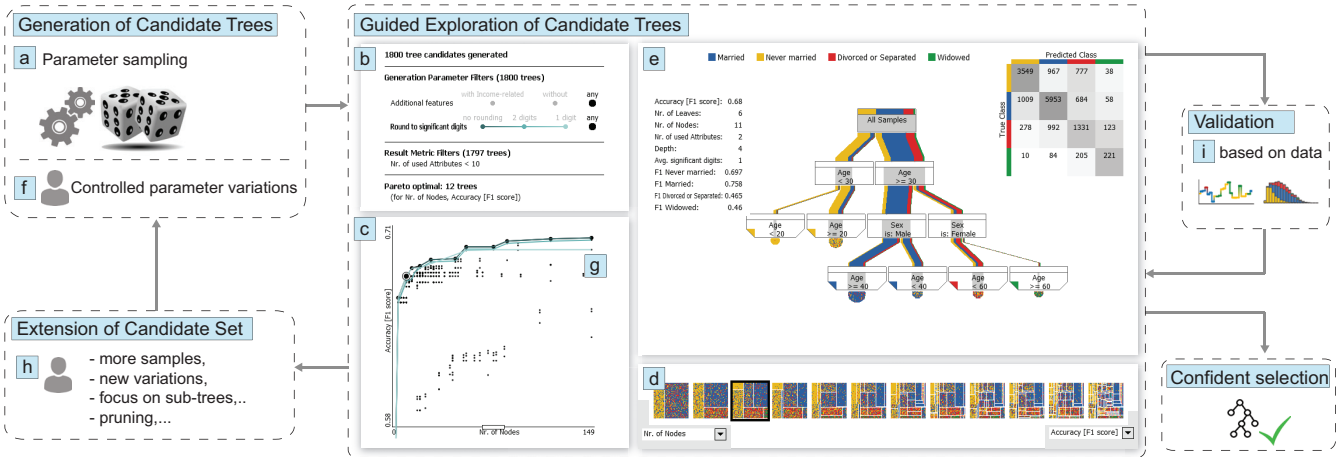 Generation of Candidate Trees
a Parameter sampling
f Controlled parameter variations
Extension of Candidate Set
h
- more samples,
- new variations,
- focus on sub-trees,..
- pruning,...
Guided Exploration of Candidate Trees
b
1800 tree candidates generated
Generation Parameter Filters (1800 trees)
with Income-related without any
Additional features
no rounding 2 digits 1 digit any
Round to significant digits
Result Metric Filters (1797 trees)
Nr. of used Attributes < 10
Pareto optimal: 12 trees
(for Nr. of Nodes, Accuracy [F1 score])
c
g
0.71
Accuracy [F1 score]
0.58
0 Nr. of Nodes 149
e
Married Never married Divorced or Separated Widowed
Accuracy [F1 score]: 0.68
Nr. of Leaves: 6
Nr. of Nodes: 11
Nr. of used Attributes: 2
Depth: 4
Avg. significant digits: 1
F1 Never married: 0.697
F1 Married: 0.758
F1 Divorced or Separated: 0.465
F1 Widowed: 0.46
All Samples
Age
< 30
Age
>= 30
Age
< 20
Age
>= 20
Sex
is: Male
Sex
is: Female
Age
>= 40
Age
< 40
Age
< 60
Age
>= 60
Predicted Class
True Class
3549 967 777 38
1009 5953 684 58
278 992 1331 123
10 84 205 221
d
Nr. of Nodes
Accuracy [F1 score]
Validation
i based on data
Confident selection